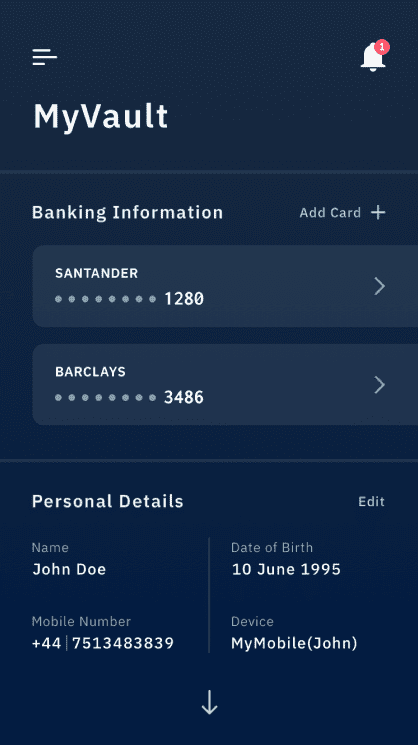 1
MyVault
Banking Information
Add Card +
SANTANDER
•••••••• 1280
BARCLAYS
•••••••• 3486
Personal Details
Edit
Name
John Doe
Date of Birth
10 June 1995
Mobile Number
+44|7513483839
Device
MyMobile(John)